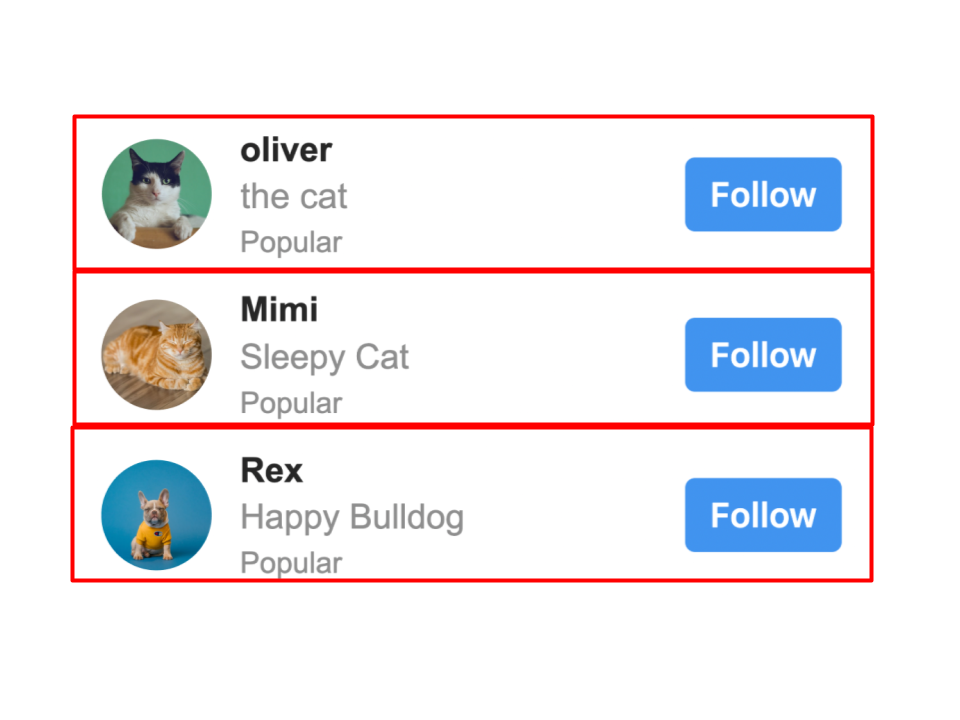 oliver
the cat
Popular
Follow
Mimi
Sleepy Cat
Popular
Follow
Rex
Happy Bulldog
Popular
Follow